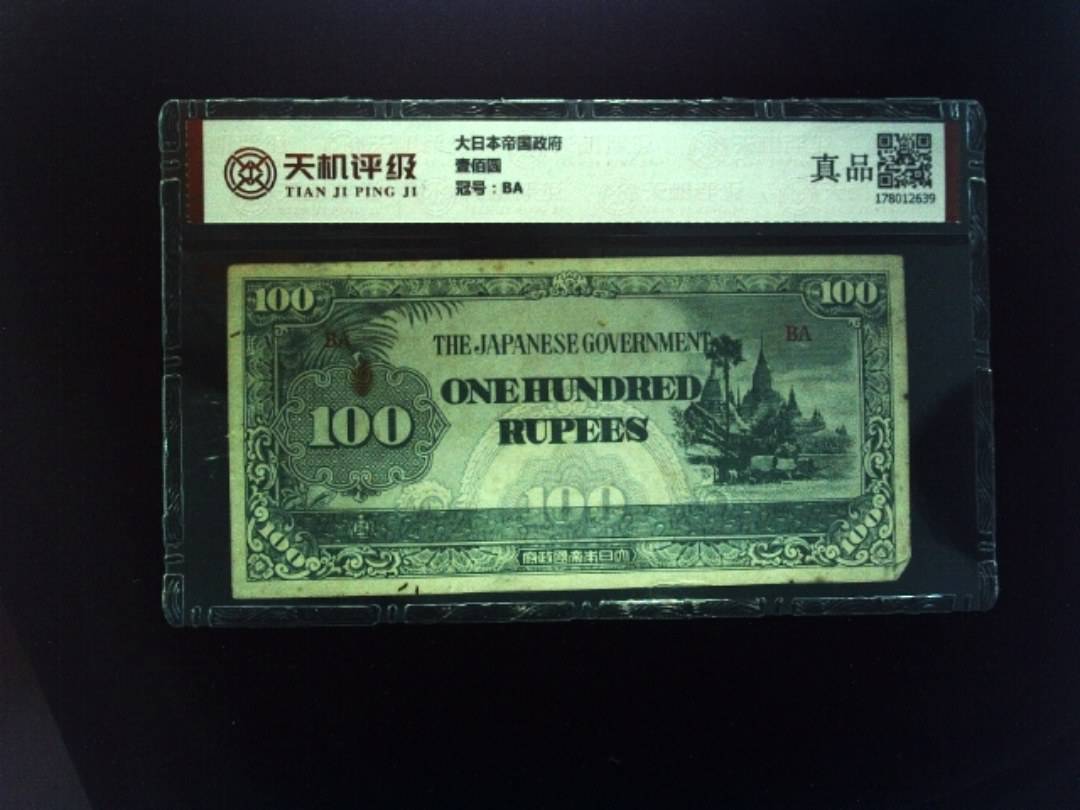 天机评级
TIAN JI PING JI
大日本帝国政府
壹佰圆
冠号：BA
真品
178012639
100
100
BA
BA
THE JAPANESE GOVERNMENT
ONE HUNDRED
RUPEES
100
100
100
100
府政國帝本日大